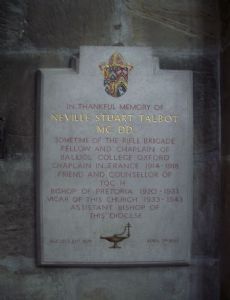 IN THANKFUL MEMORY OF
NEVILLE STUART TALBOT
MC. DD.
SOMETIME OF THE RIFLE BRIGADE
FELLOW AND CHAPLAIN OF
BALLIOL COLLEGE OXFORD
CHAPLAIN IN FRANCE 1914-1918
FRIEND AND COUNSELLOR OF
TOC H
BISHOP OF PRETORIA 1920-1933
VICAR OF THIS CHURCH 1933-1943
ASSISTANT BISHOP OF
THIS DIOCESE